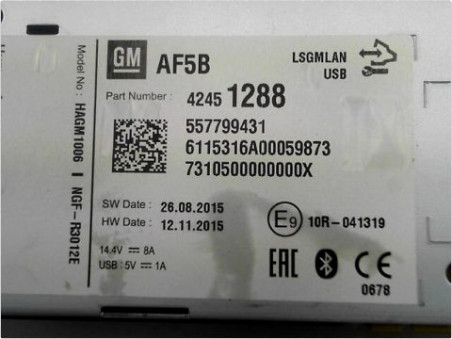 GM AF5B LSGMLAN
USB
Part Number : 4245 1288
557799431
6115316A00059873
7310500000000X
SW Date : 26.08.2015
HW Date : 12.11.2015
E9 10R-041319
14.4V 8A
USB : 5V 1A
EAC CE
0678
Model No : HAGM1006 I NGF-R3012E